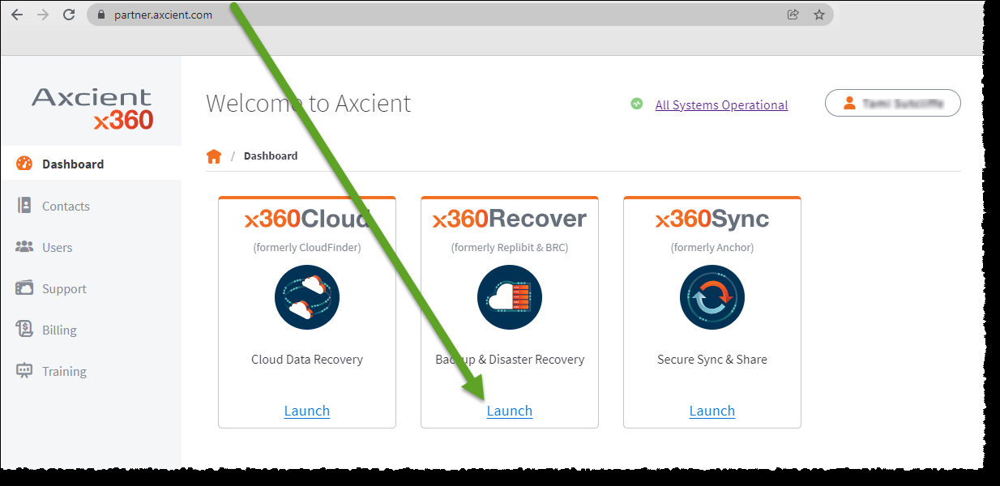 partner.axcient.com
Axcient
x360
Welcome to Axcient
All Systems Operational
Dashboard
Contacts
Users
Support
Billing
Training
Dashboard
x360Cloud
(formerly CloudFinder)
Cloud Data Recovery
Launch
x360Recover
(formerly Replibit & BRC)
Backup & Disaster Recovery
Launch
x360Sync
(formerly Anchor)
Secure Sync & Share
Launch